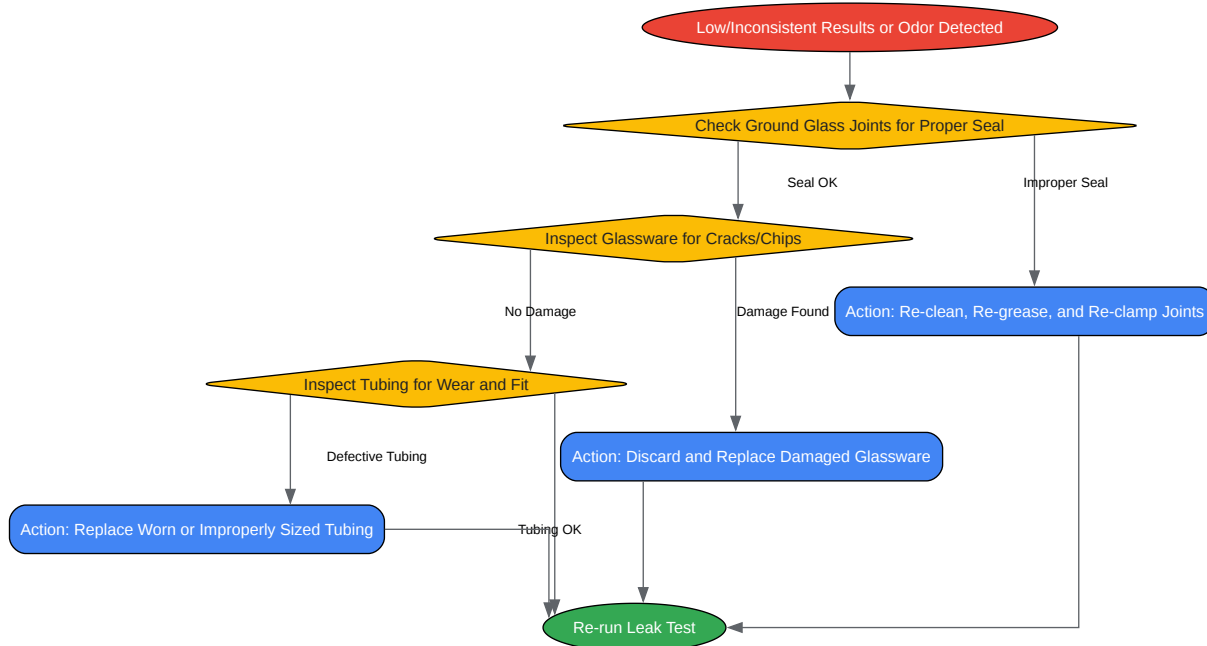 Low/Inconsistent Results or Odor Detected
Check Ground Glass Joints for Proper Seal
Seal OK
Improper Seal
Inspect Glassware for Cracks/Chips
No Damage
Damage Found
Action: Re-clean, Re-grease, and Re-clamp Joints
Inspect Tubing for Wear and Fit
Defective Tubing
Action: Discard and Replace Damaged Glassware
Action: Replace Worn or Improperly Sized Tubing
Tubing OK
Re-run Leak Test